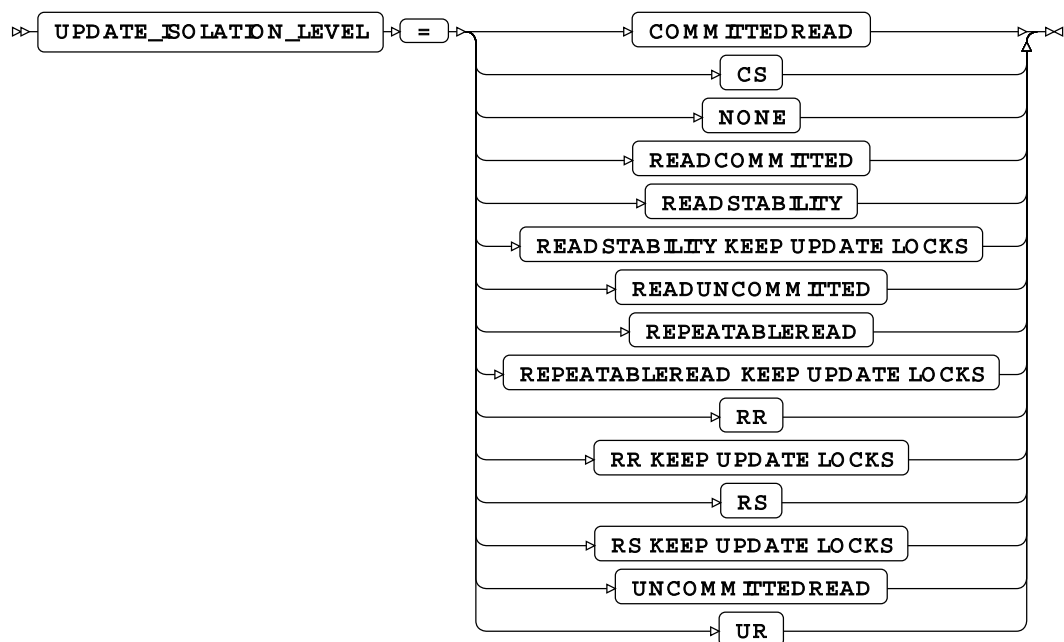 UPDATE_ISOLATION_LEVEL = COMMITTEDREAD
CS
NONE
READCOMMITTED
READSTABILITY
READSTABILITY KEEP UPDATE LOCKS
READUNCOMMITTED
REPEATABLEREAD
REPEATABLEREAD KEEP UPDATE LOCKS
RR
RR KEEP UPDATE LOCKS
RS
RS KEEP UPDATE LOCKS
UNCOMMITTEDREAD
UR